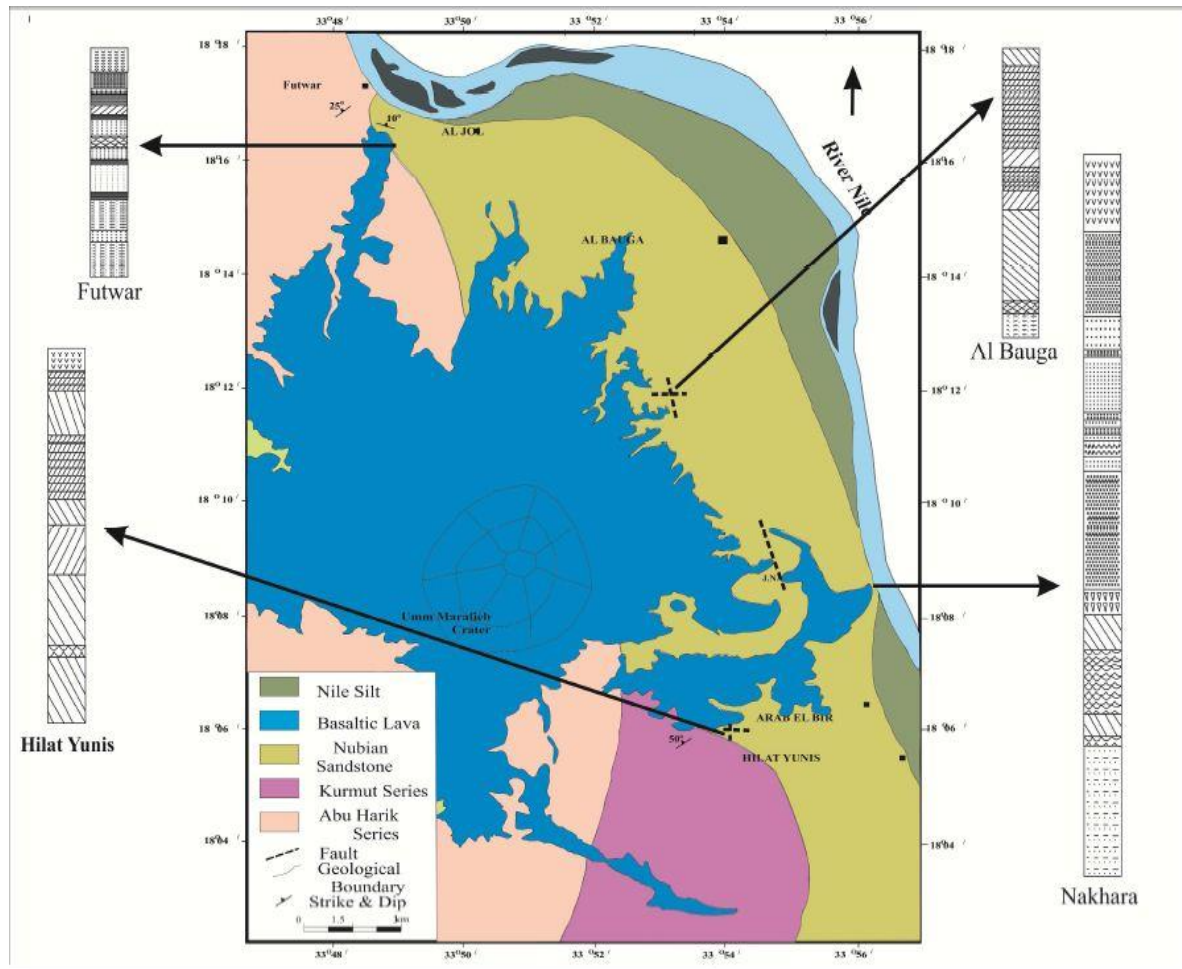 33°48′ 33°50′ 33°52′ 33°54′ 33°56′
18°18′ 18°18′
Futwar
25°
10°
AL JOL
18°16′ 18°16′
River Nile
Futwar
AL BAUGA
18°14′ 18°14′
Al Bauga
18°12′ 18°12′
18°10′ 18°10′
18°08′ 18°08′
Umm Marafieb
Crater
Nile Silt
Basaltic Lava
Nubian
Sandstone
Kurmut Series
Abu Harik
Series
Fault
Geological
Boundary
Strike & Dip
0 1.5 3km
ARAB EL BIR
18°06′ 18°06′
50°
HILAT YUNIS
Hilat Yunis
18°04′ 18°04′
Nakhara
33°48′ 33°50′ 33°52′ 33°54′ 33°56′